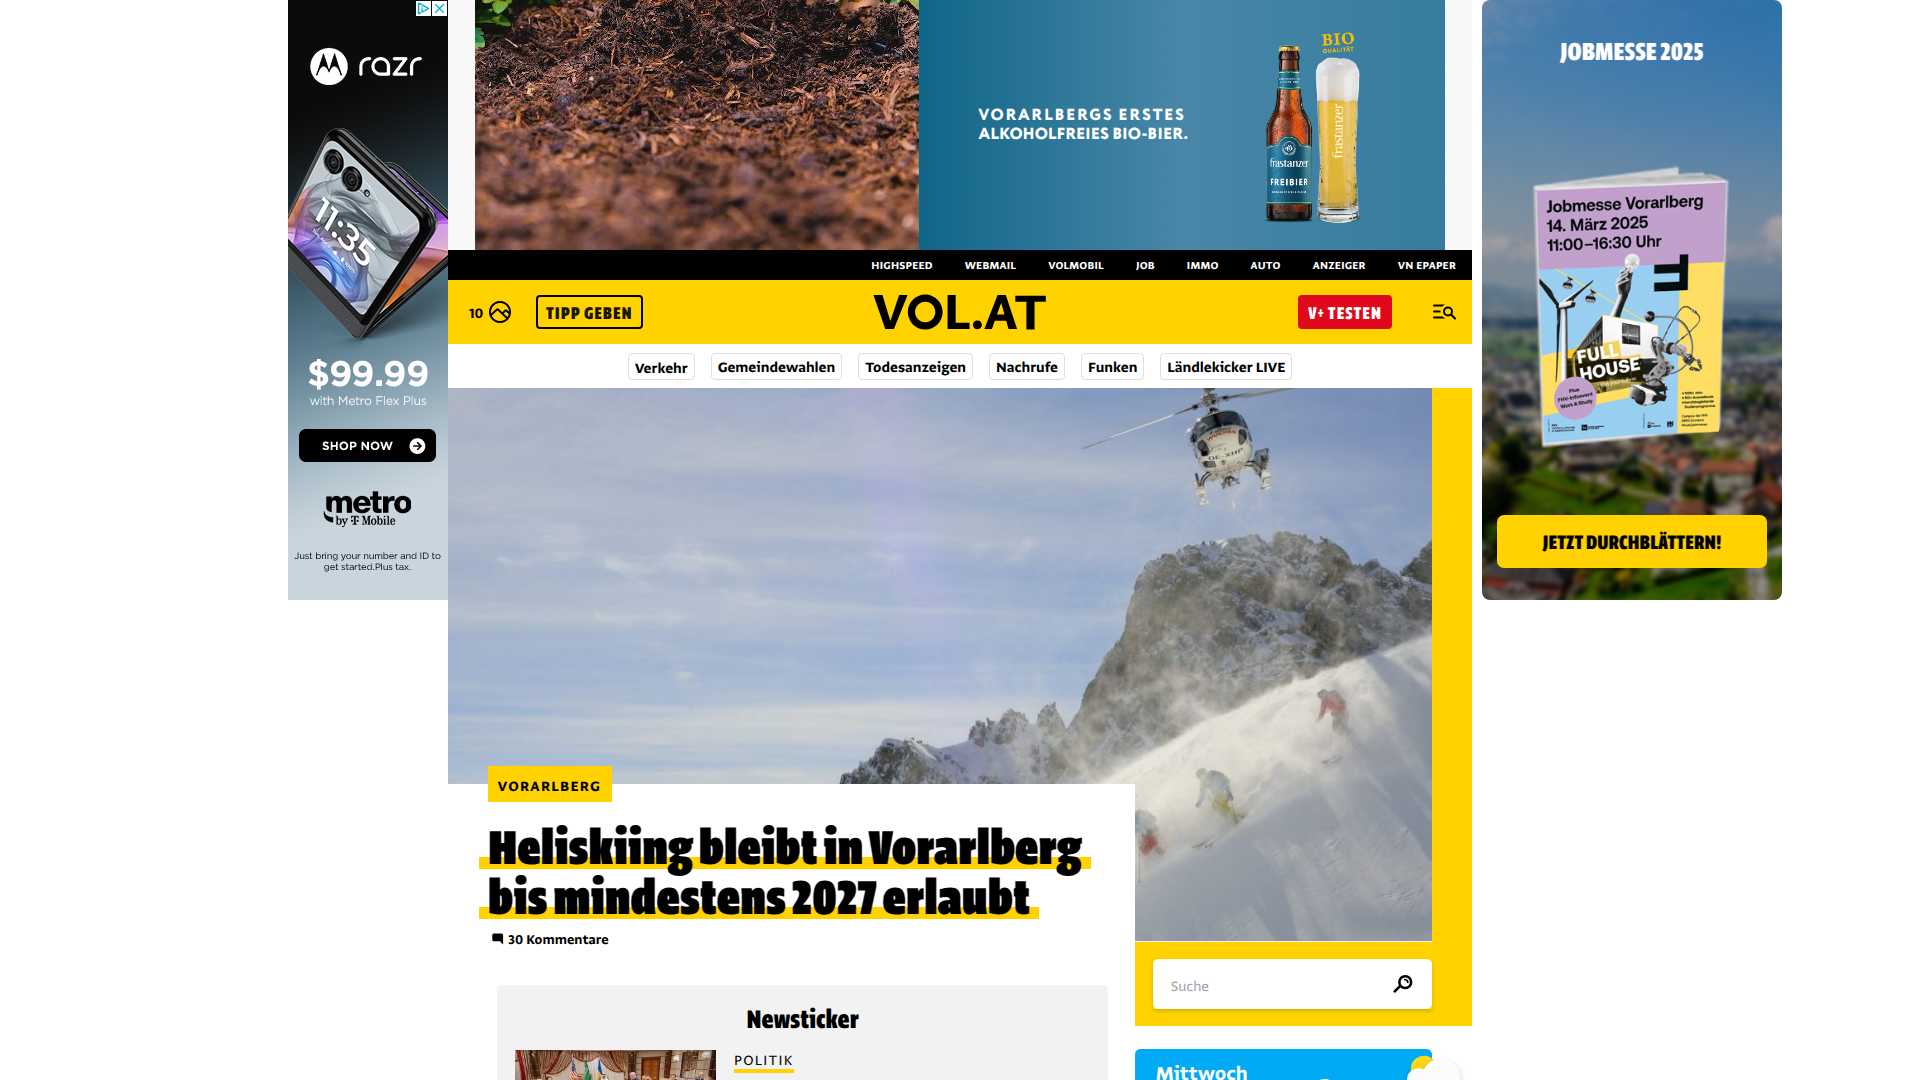 razr
11:35
$99.99
with Metro Flex Plus
SHOP NOW
metro
by T Mobile
Just bring your number and ID to
get started.Plus tax.
VORARLBERGS ERSTES
ALKOHOLFREIES BIO-BIER.
BIO
QUALITÄT
frastanzer
FREIBIER
frastanzer
JOBMESSE 2025
Jobmesse Vorarlberg
14. März 2025
11:00–16:30 Uhr
FULL
HOUSE
JETZT DURCHBLÄTTERN!
HIGHSPEED WEBMAIL VOLMOBIL JOB IMMO AUTO ANZEIGER VN EPAPER
10 TIPP GEBEN VOL.AT V+ TESTEN
Verkehr Gemeindewahlen Todesanzeigen Nachrufe Funken Ländlekicker LIVE
VORARLBERG
Heliskiing bleibt in Vorarlberg
bis mindestens 2027 erlaubt
30 Kommentare
Suche
Newsticker
POLITIK
Mittwoch